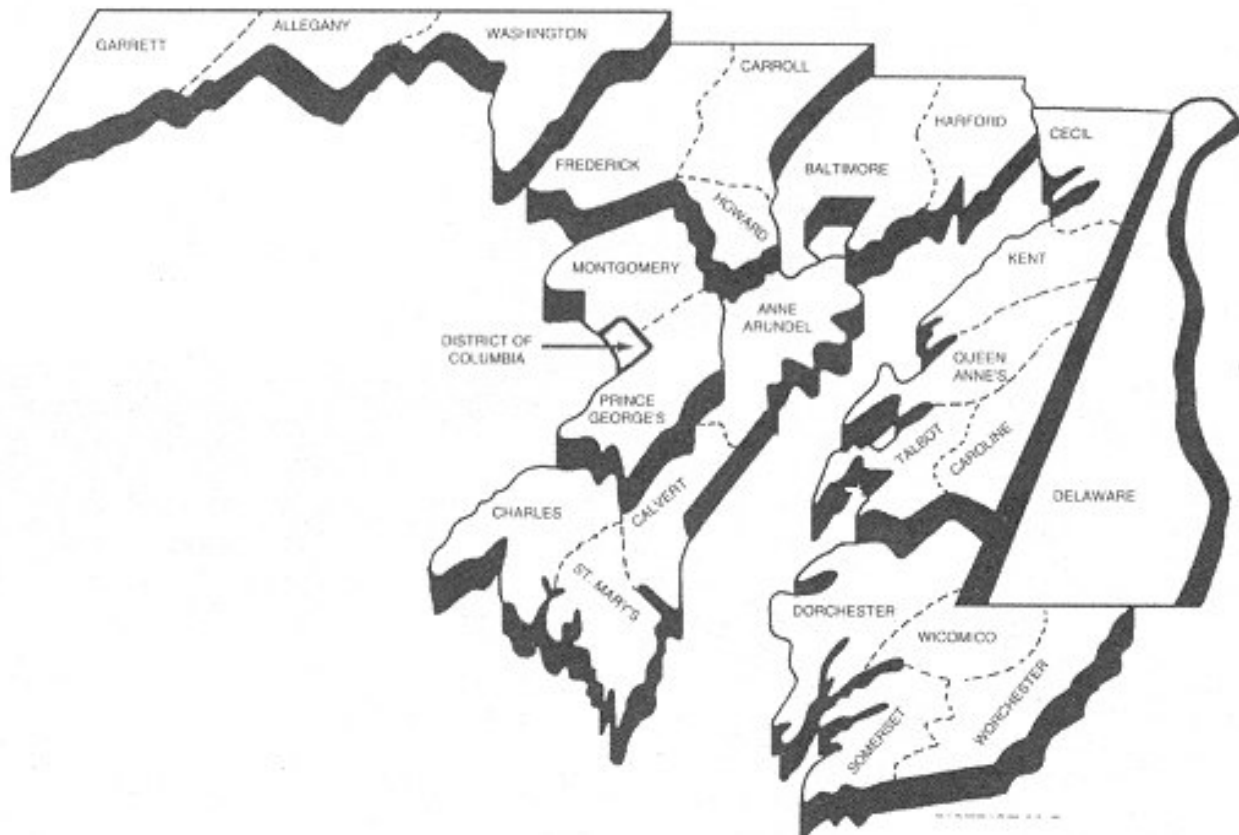 GARRETT
ALLEGANY
WASHINGTON
CARROLL
FREDERICK
HOWARD
BALTIMORE
HARFORD
CECIL
MONTGOMERY
KENT
ANNE
ARUNDEL
DISTRICT OF
COLUMBIA
QUEEN
ANNE'S
PRINCE
GEORGE'S
TALBOT
CAROLINE
DELAWARE
CHARLES
CALVERT
ST. MARY'S
DORCHESTER
WICOMICO
SOMERSET
WORCHESTER